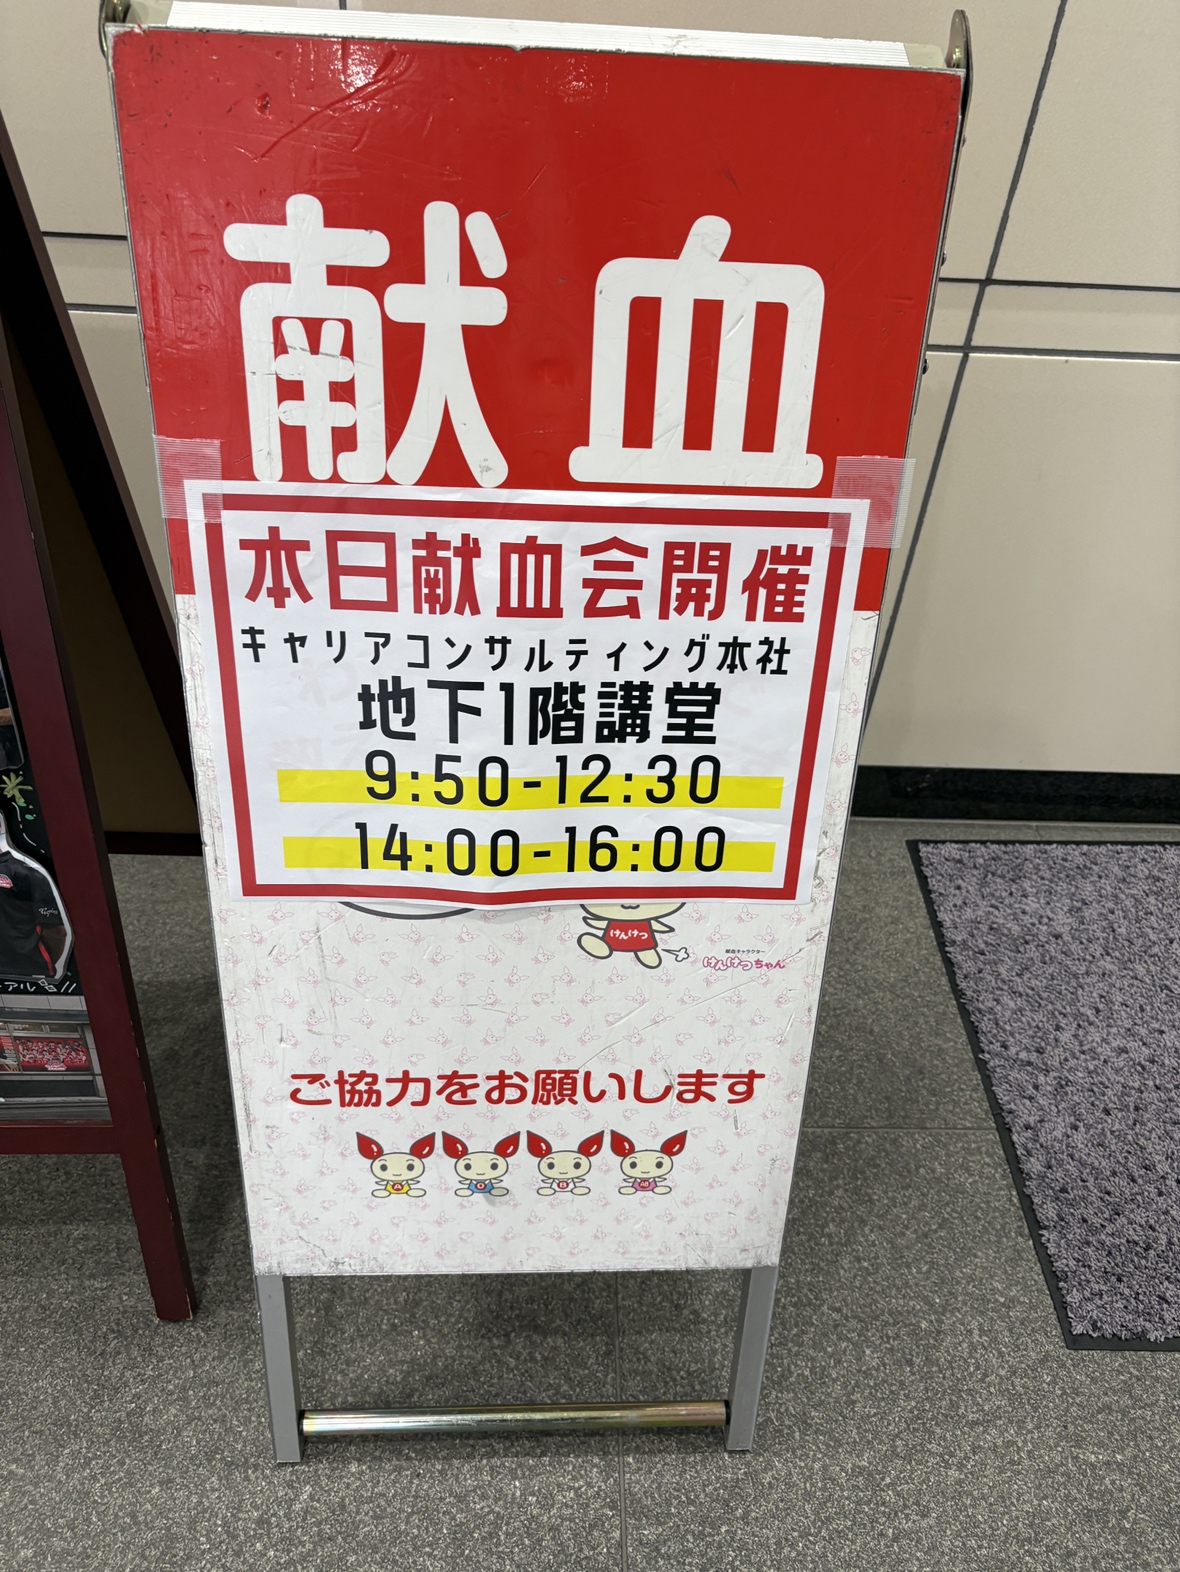 献血
本日献血会開催
キャリアコンサルティング本社
地下1階講堂
9:50-12:30
14:00-16:00
けんけつ
献血キャラクター
けんけつちゃん
ご協力をお願いします
A
O
B
AB